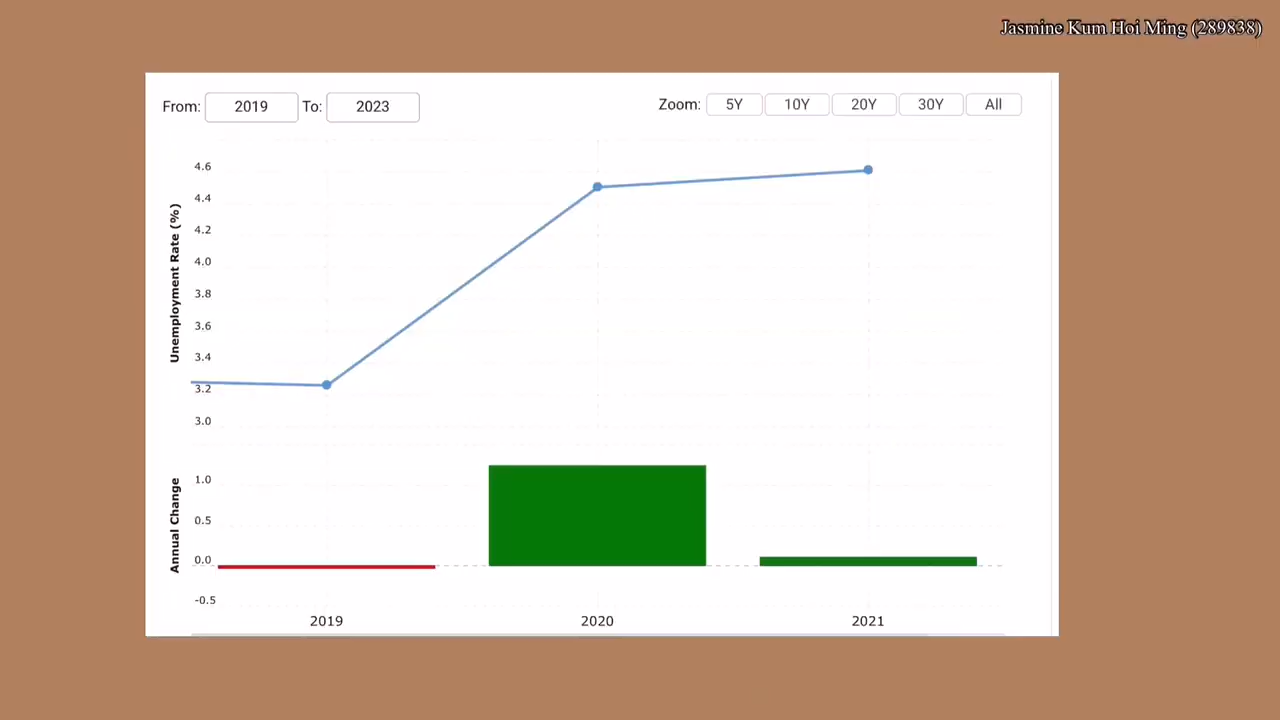 Jasmine Kum Hoi Ming (289838)
From: 2019 To: 2023 Zoom: 5Y 10Y 20Y 30Y All
Unemployment Rate (%)
4.6
4.4
4.2
4.0
3.8
3.6
3.4
3.2
3.0
Annual Change
1.0
0.5
0.0
-0.5
2019 2020 2021